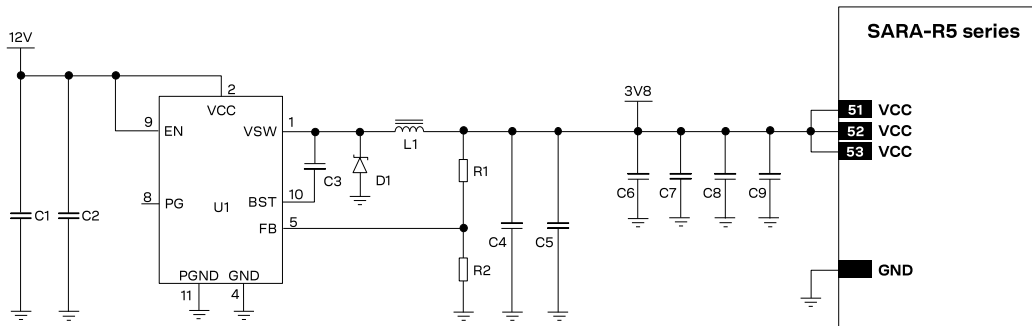 SARA-R5 series
12V
3V8
2
VCC
51 VCC
9 EN
VSW 1
52 VCC
L1
53 VCC
C3
D1
R1
C6
C7
C8
C9
8 PG
BST 10
U1
C1
C2
FB 5
C4
C5
R2
PGND GND
GND
11
4